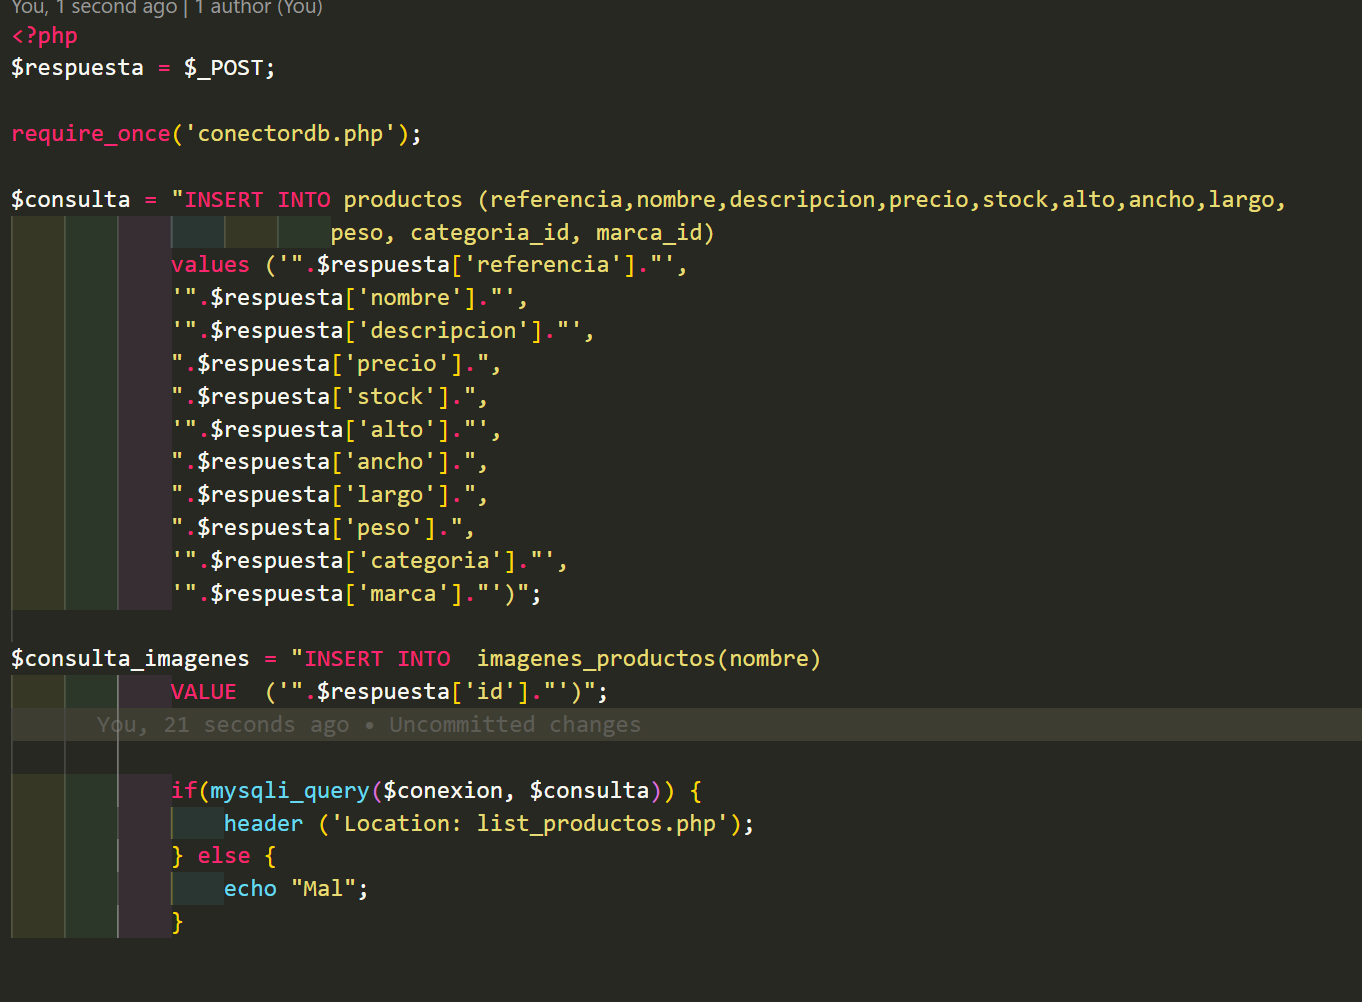 You, 1 second ago | 1 author (You)
<?php
$respuesta = $_POST;
require_once('conectordb.php');
$consulta = "INSERT INTO productos (referencia,nombre,descripcion,precio,stock,alto,ancho,largo,
peso, categoria_id, marca_id)
values ('".$respuesta['referencia']."',
'".$respuesta['nombre']."',
'".$respuesta['descripcion']."',
".$respuesta['precio'].",
".$respuesta['stock'].",
'".$respuesta['alto']."',
".$respuesta['ancho'].",
".$respuesta['largo'].",
".$respuesta['peso'].",
'".$respuesta['categoria']."',
'".$respuesta['marca']."')";
$consulta_imagenes = "INSERT INTO  imagenes_productos(nombre)
VALUE  ('".$respuesta['id']."')";
You, 21 seconds ago • Uncommitted changes
if(mysqli_query($conexion, $consulta)) {
header ('Location: list_productos.php');
} else {
echo "Mal";
}